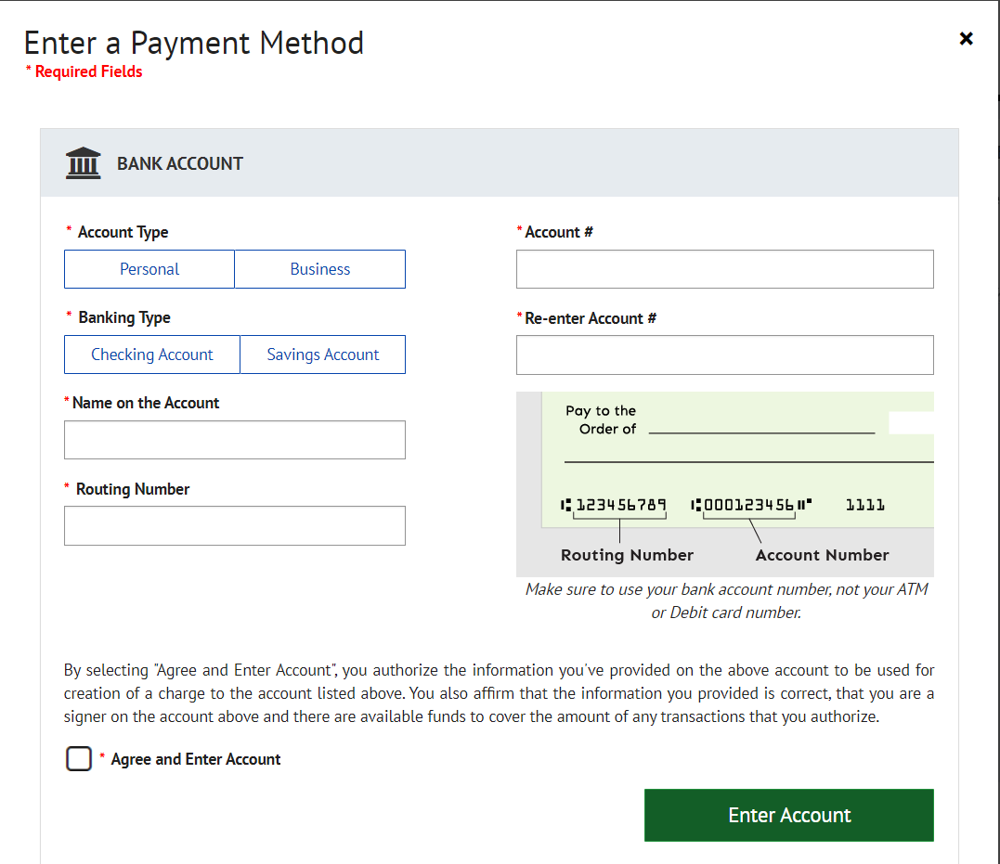 Enter a Payment Method
* Required Fields
BANK ACCOUNT
* Account Type
Personal
Business
* Banking Type
Checking Account
Savings Account
* Name on the Account
* Routing Number
* Account #
* Re-enter Account #
Pay to the
Order of
123456789 000123456 1111
Routing Number
Account Number
Make sure to use your bank account number, not your ATM
or Debit card number.
By selecting "Agree and Enter Account", you authorize the information you've provided on the above account to be used for
creation of a charge to the account listed above. You also affirm that the information you provided is correct, that you are a
signer on the account above and there are available funds to cover the amount of any transactions that you authorize.
* Agree and Enter Account
Enter Account